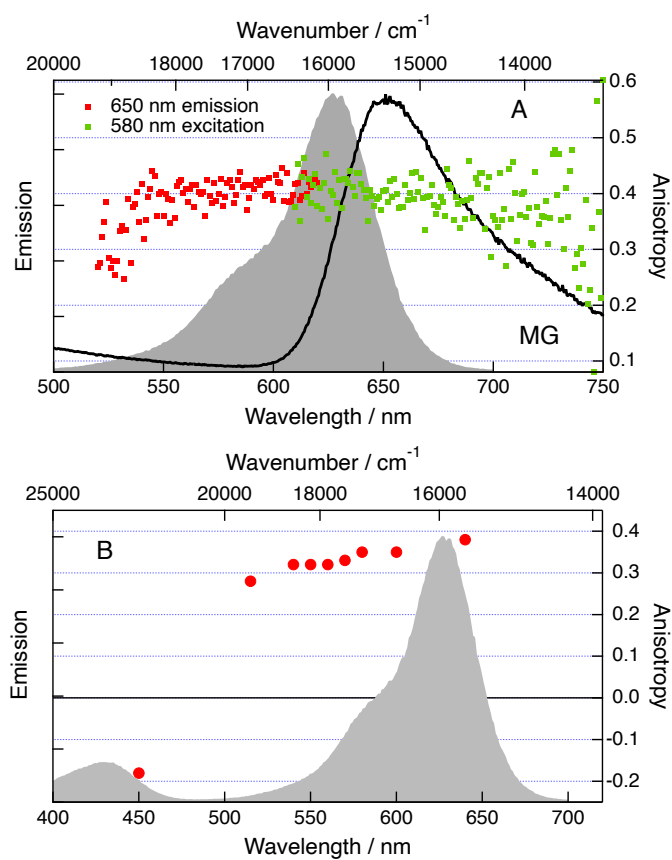 Wavenumber / cm-1
20000 18000 17000 16000 15000 14000 13000
650 nm emission
580 nm excitation
A
MG
Emission
Anisotropy
0.6
0.5
0.4
0.3
0.2
0.1
500 550 600 650 700 750
Wavelength / nm
Wavenumber / cm-1
25000 20000 18000 16000 14000
B
Emission
Anisotropy
0.4
0.3
0.2
0.1
0.0
-0.1
-0.2
400 450 500 550 600 650 700
Wavelength / nm